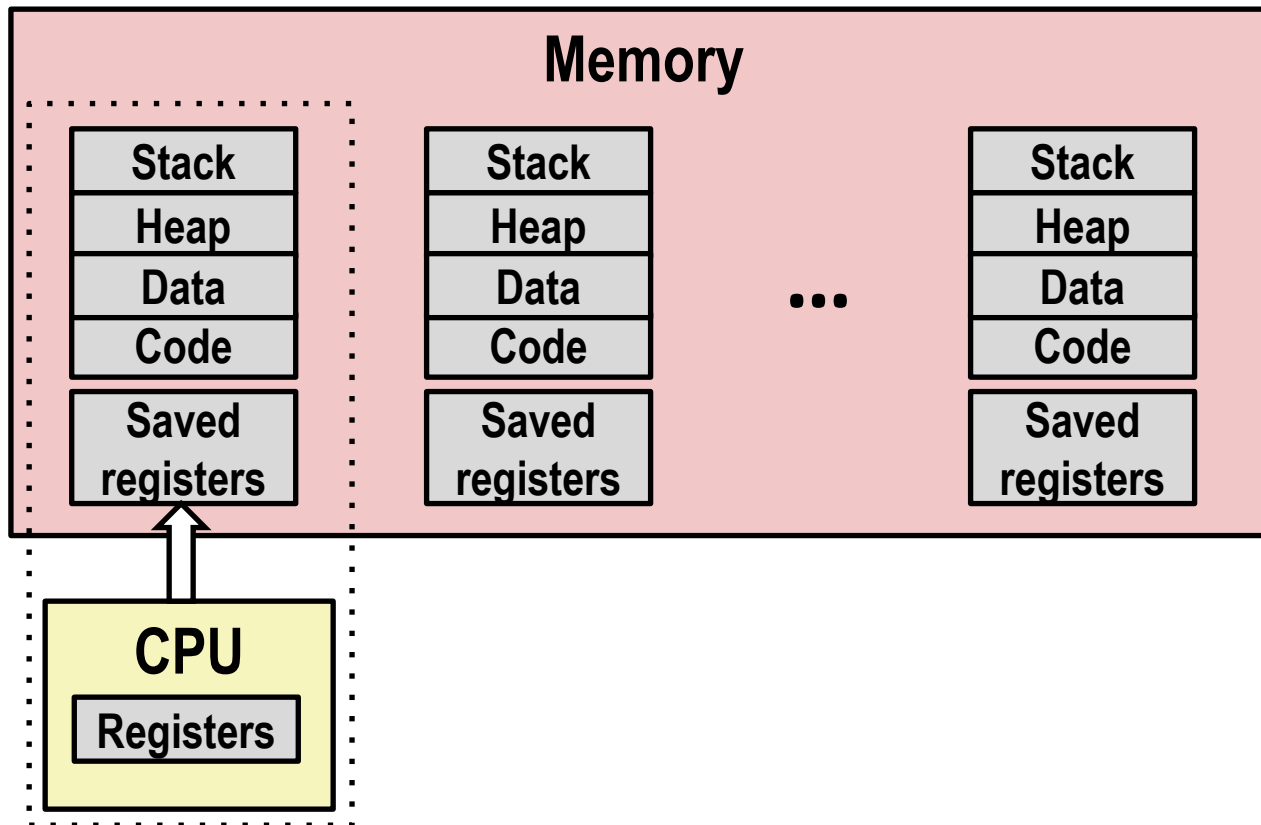 Memory
Stack
Heap
Data
Code
Saved
registers
Stack
Heap
Data
Code
Saved
registers
...
Stack
Heap
Data
Code
Saved
registers
CPU
Registers